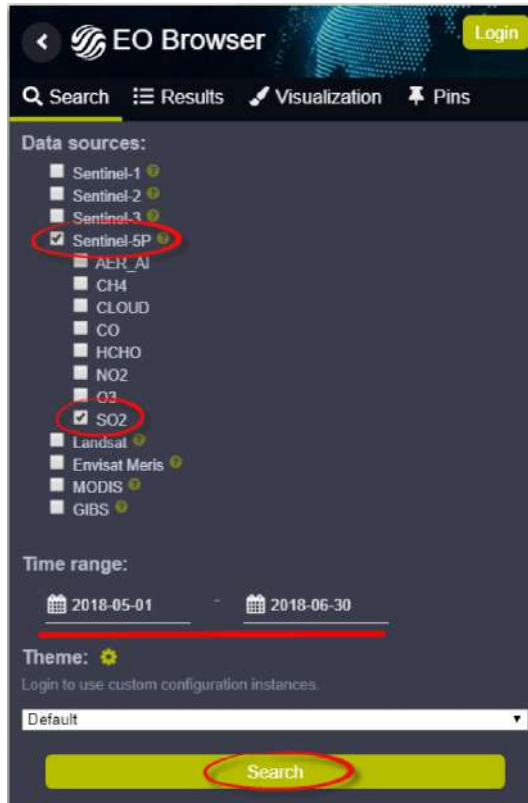 EO Browser
Login
Search Results Visualization Pins
Data sources:
Sentinel-1
Sentinel-2
Sentinel-3
Sentinel-5P
AER_AI
CH4
CLOUD
CO
HCHO
NO2
O3
SO2
Landsat
Envisat Meris
MODIS
GIBS
Time range:
2018-05-01 - 2018-06-30
Theme:
Login to use custom configuration instances.
Default
Search